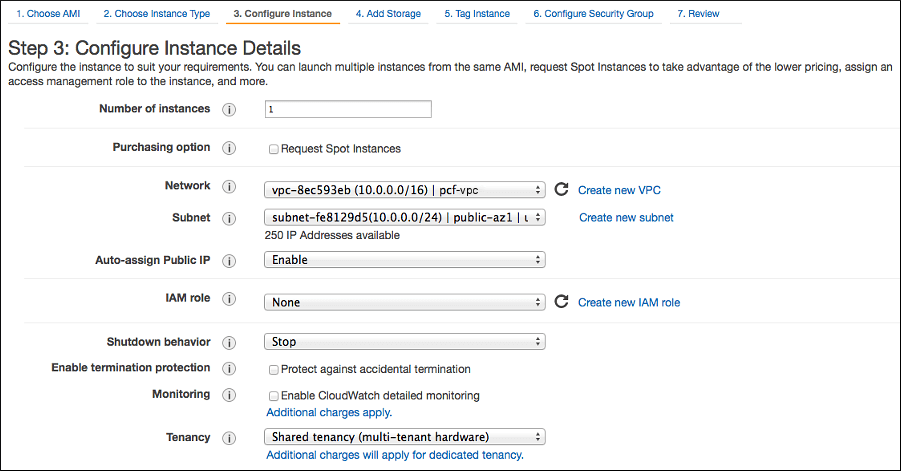 1. Choose AMI 2. Choose Instance Type 3. Configure Instance 4. Add Storage 5. Tag Instance 6. Configure Security Group 7. Review
Step 3: Configure Instance Details
Configure the instance to suit your requirements. You can launch multiple instances from the same AMI, request Spot Instances to take advantage of the lower pricing, assign an
access management role to the instance, and more.
Number of instances i 1
Purchasing option i Request Spot Instances
Network i vpc-8ec593eb (10.0.0.0/16) | pcf-vpc Create new VPC
Subnet i subnet-fe8129d5(10.0.0.0/24) | public-az1 | u Create new subnet
250 IP Addresses available
Auto-assign Public IP i Enable
IAM role i None Create new IAM role
Shutdown behavior i Stop
Enable termination protection i Protect against accidental termination
Monitoring i Enable CloudWatch detailed monitoring
Additional charges apply.
Tenancy i Shared tenancy (multi-tenant hardware)
Additional charges will apply for dedicated tenancy.